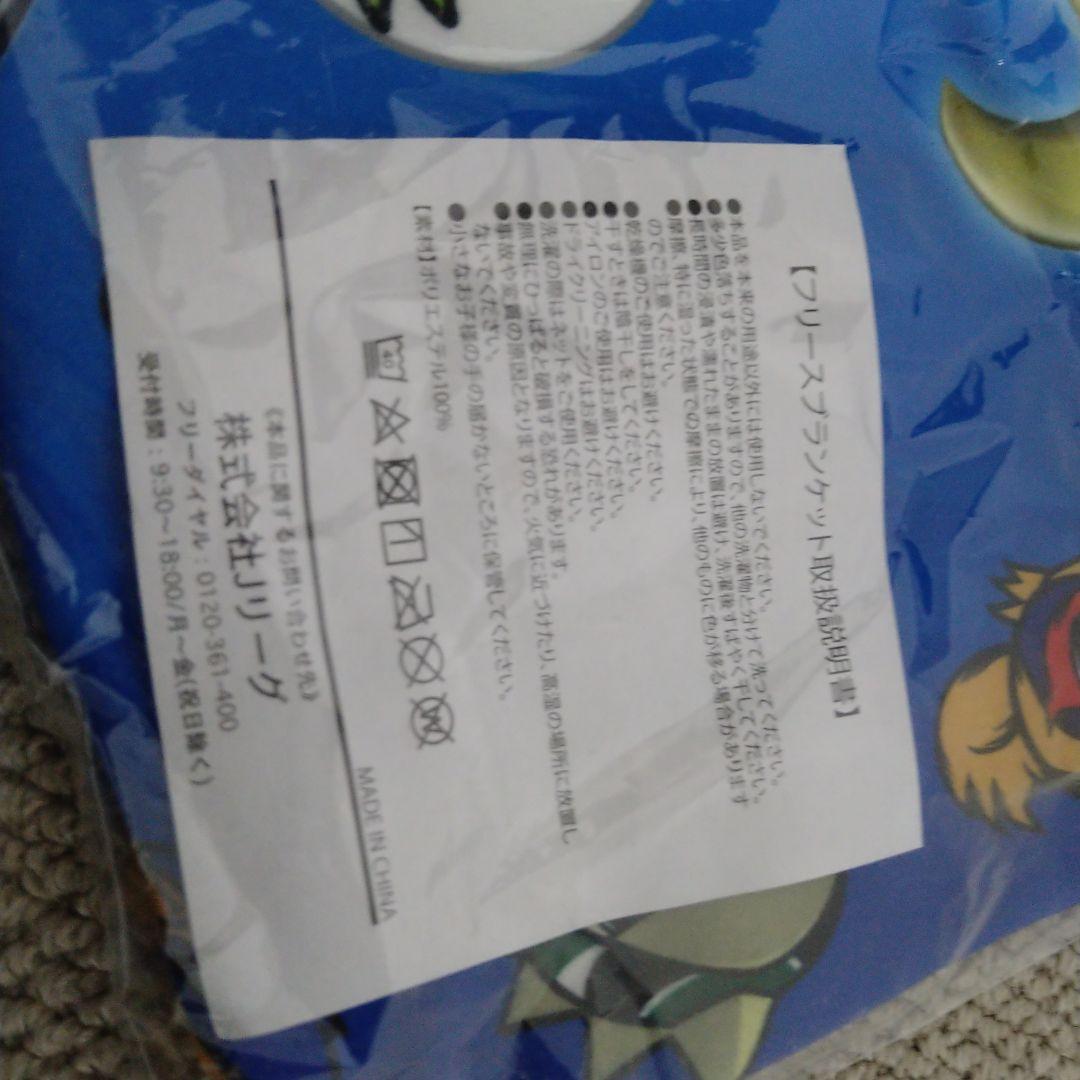 【フリースブランケット取扱説明書】
●本品を本来の用途以外には使用しないでください。
●多少色落ちすることがありますので、他の洗濯物と分けて洗ってください。
●長時間の浸漬や濡れたままの放置は避け、洗濯後すばやく干してください。
●摩擦、特に湿った状態での摩擦により、他のものに色が移る場合があります
のでご注意ください。
●乾燥機のご使用はお避けください。
●干すときは陰干しをしてください。
●アイロンのご使用はお避けください。
●ドライクリーニングはお避けください。
●洗濯の際はネットをご使用ください。
●無理にひっぱると破損する恐れがあります。
●事故や変質の原因となりますので、火気に近づけたり、高湿の場所に放置し
ないでください。
●小さなお子様の手の届かないところに保管してください。
【素材】ポリエステル100%
MADE IN CHINA
《本品に関するお問い合わせ先》
株式会社Jリーグ
フリーダイヤル：0120-361-400
受付時間：9:30～18:00/月～金(祝日除く)